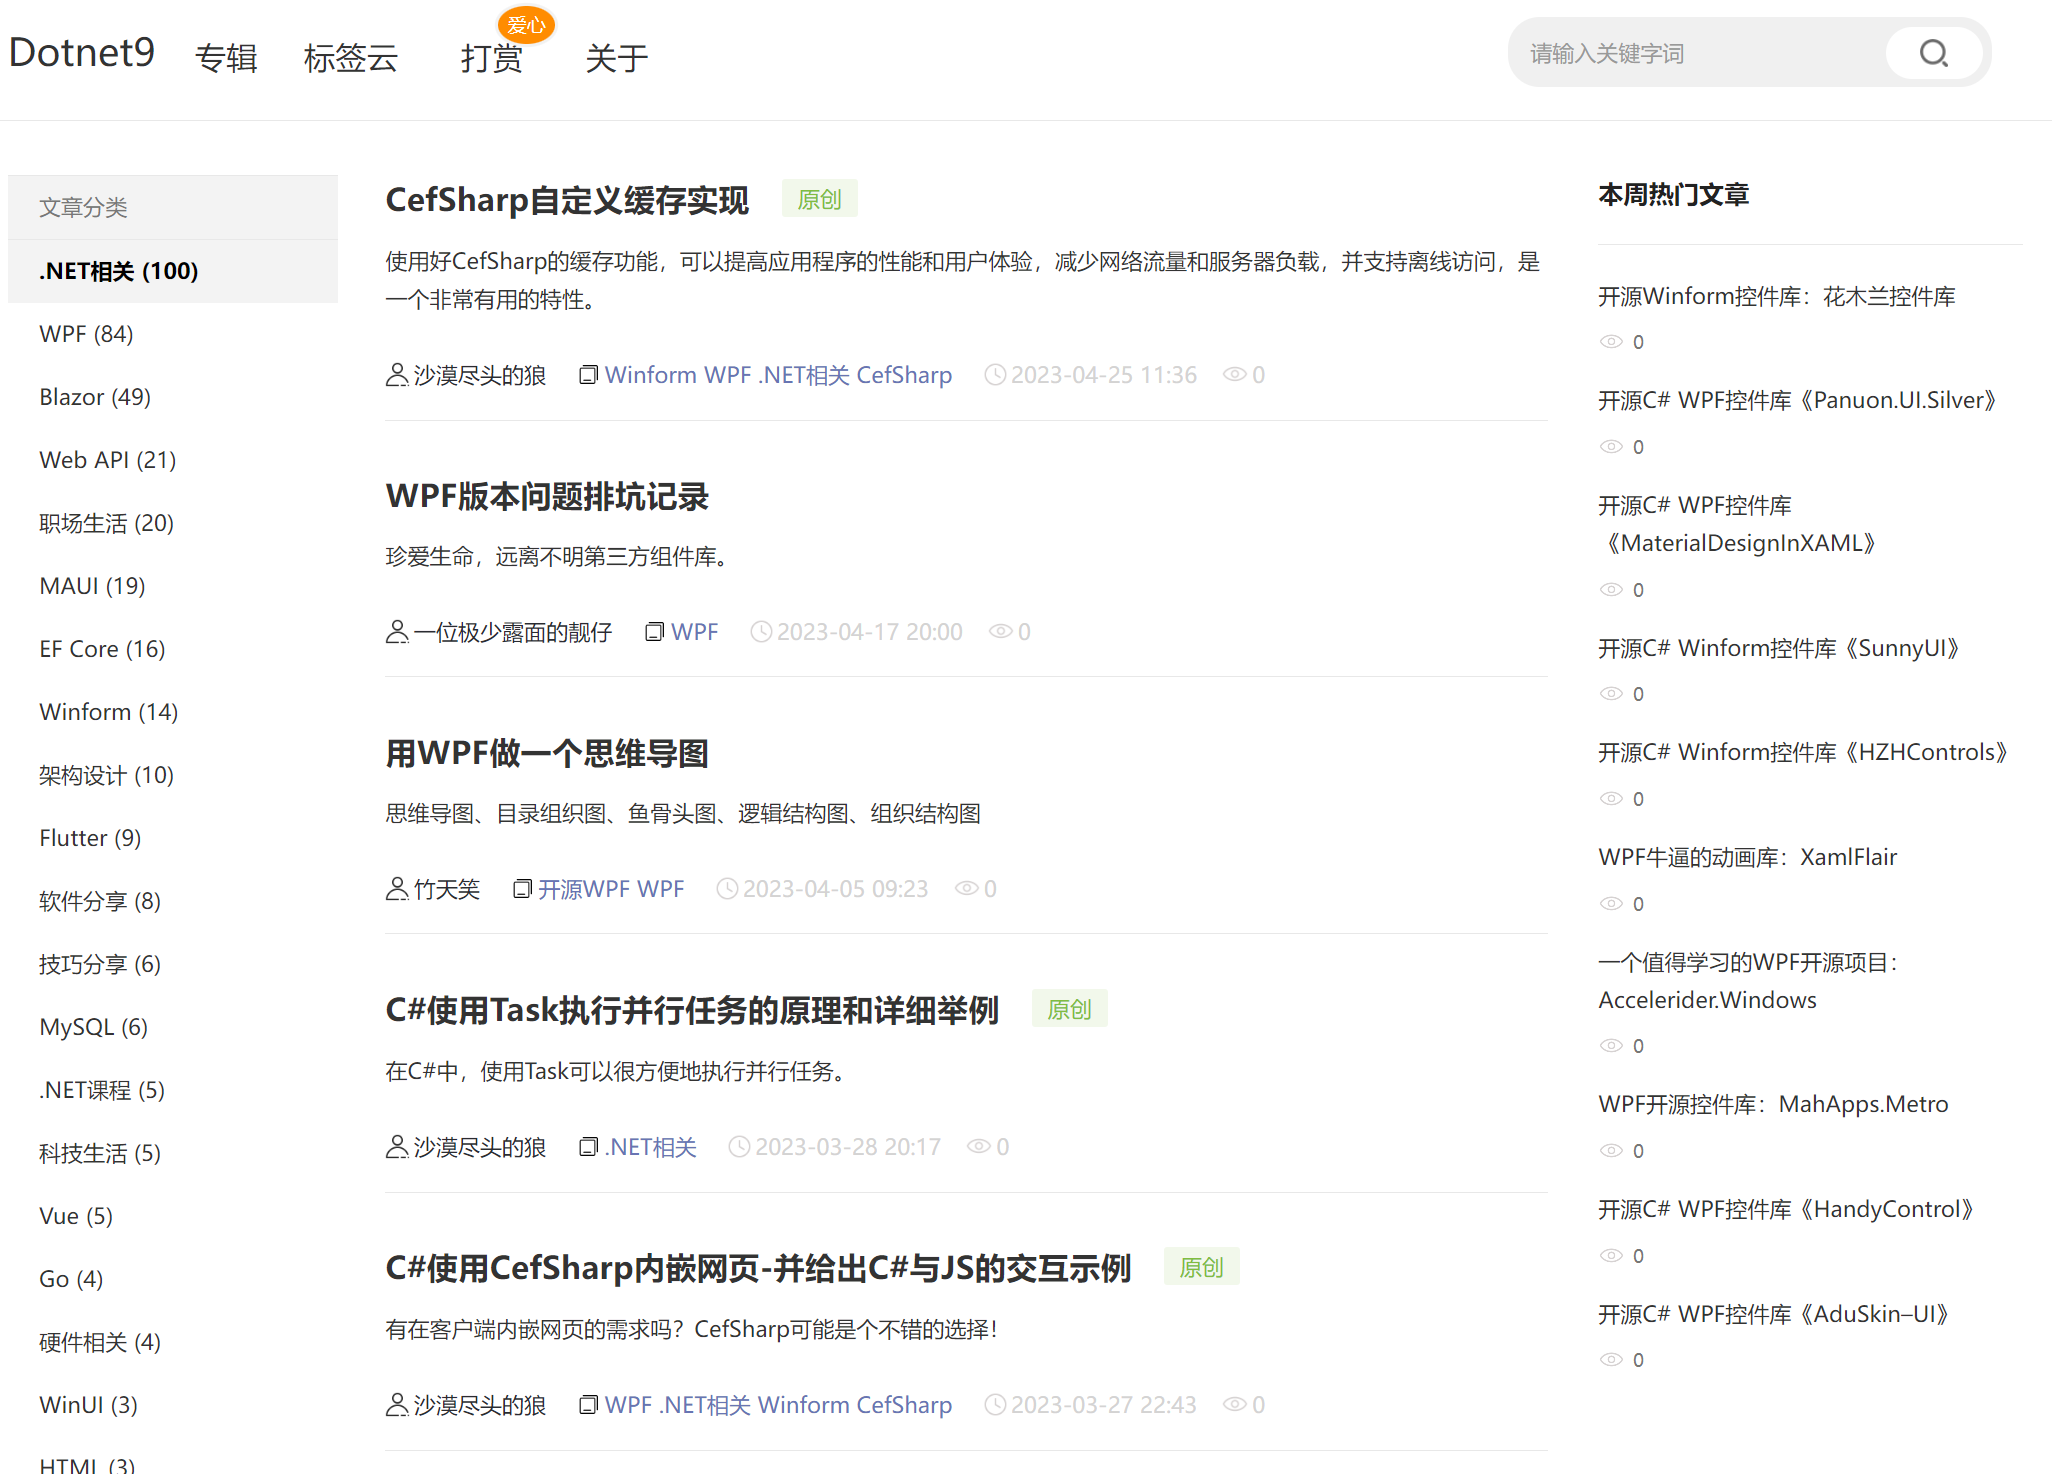 Dotnet9
专辑
标签云
打赏
爱心
关于
请输入关键字词
文章分类
.NET相关 (100)
WPF (84)
Blazor (49)
Web API (21)
职场生活 (20)
MAUI (19)
EF Core (16)
Winform (14)
架构设计 (10)
Flutter (9)
软件分享 (8)
技巧分享 (6)
MySQL (6)
.NET课程 (5)
科技生活 (5)
Vue (5)
Go (4)
硬件相关 (4)
WinUI (3)
HTML (3)
CefSharp自定义缓存实现 原创
使用好CefSharp的缓存功能，可以提高应用程序的性能和用户体验，减少网络流量和服务器负载，并支持离线访问，是
一个非常有用的特性。
沙漠尽头的狼 Winform WPF .NET相关 CefSharp 2023-04-25 11:36 0
WPF版本问题排坑记录
珍爱生命，远离不明第三方组件库。
一位极少露面的靓仔 WPF 2023-04-17 20:00 0
用WPF做一个思维导图
思维导图、目录组织图、鱼骨头图、逻辑结构图、组织结构图
竹天笑 开源WPF WPF 2023-04-05 09:23 0
C#使用Task执行并行任务的原理和详细举例 原创
在C#中，使用Task可以很方便地执行并行任务。
沙漠尽头的狼 .NET相关 2023-03-28 20:17 0
C#使用CefSharp内嵌网页-并给出C#与JS的交互示例 原创
有在客户端内嵌网页的需求吗？CefSharp可能是个不错的选择！
沙漠尽头的狼 WPF .NET相关 Winform CefSharp 2023-03-27 22:43 0
本周热门文章
开源Winform控件库：花木兰控件库
0
开源C# WPF控件库《Panuon.UI.Silver》
0
开源C# WPF控件库
《MaterialDesignInXAML》
0
开源C# Winform控件库《SunnyUI》
0
开源C# Winform控件库《HZHControls》
0
WPF牛逼的动画库：XamlFlair
0
一个值得学习的WPF开源项目：
Accelerider.Windows
0
WPF开源控件库：MahApps.Metro
0
开源C# WPF控件库《HandyControl》
0
开源C# WPF控件库《AduSkin–UI》
0